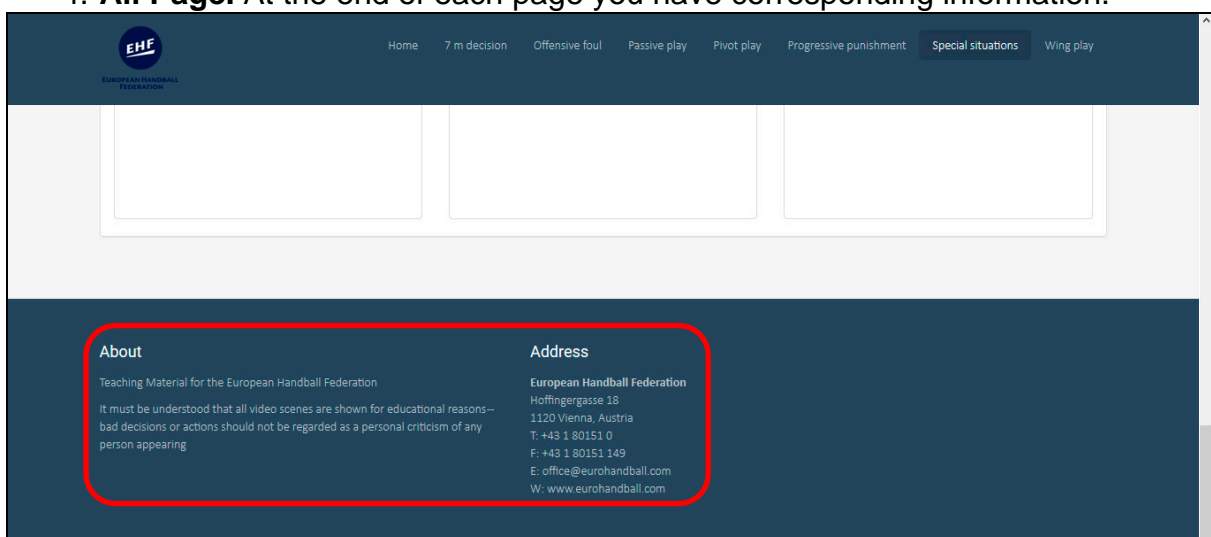 All Page. At the end of each page you have corresponding information.
EHF
EUROPEAN HANDBALL
FEDERATION
Home 7 m decision Offensive foul Passive play Pivot play Progressive punishment Special situations Wing play
About
Teaching Material for the European Handball Federation
It must be understood that all video scenes are shown for educational reasons--
bad decisions or actions should not be regarded as a personal criticism of any
person appearing
Address
European Handball Federation
Hoffingergasse 18
1120 Vienna, Austria
T: +43 1 80151 0
F: +43 1 80151 149
E: office@eurohandball.com
W: www.eurohandball.com